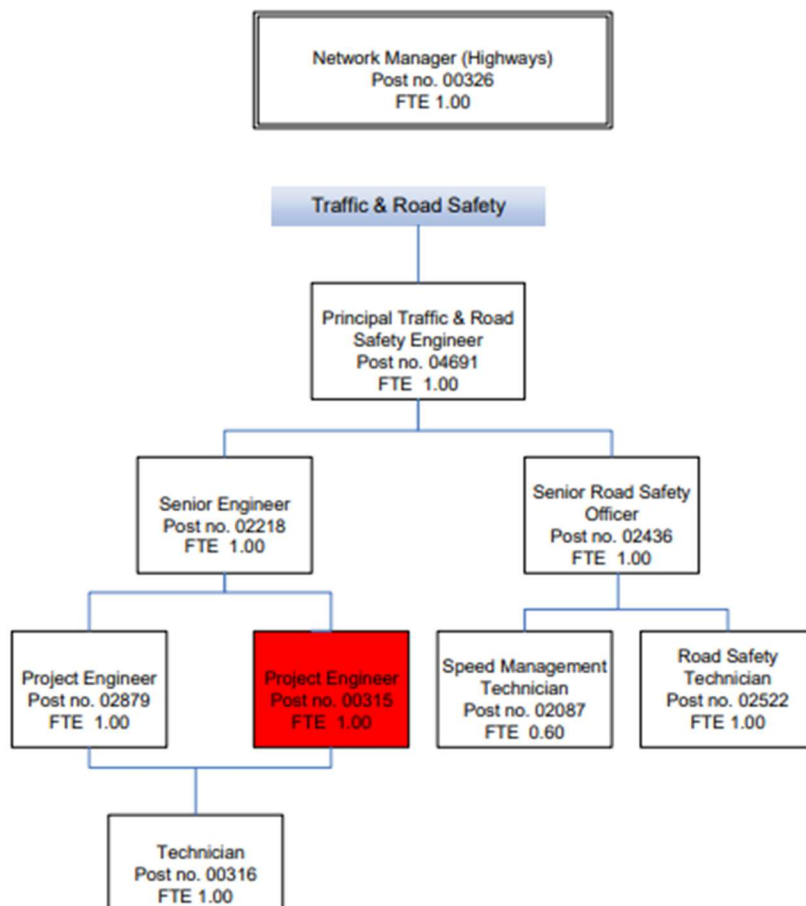 Network Manager (Highways)
Post no. 00326
FTE 1.00
Traffic & Road Safety
Principal Traffic & Road
Safety Engineer
Post no. 04691
FTE 1.00
Senior Engineer
Post no. 02218
FTE 1.00
Senior Road Safety
Officer
Post no. 02436
FTE 1.00
Project Engineer
Post no. 02879
FTE 1.00
Project Engineer
Post no. 00315
FTE 1.00
Speed Management
Technician
Post no. 02087
FTE 0.60
Road Safety
Technician
Post no. 02522
FTE 1.00
Technician
Post no. 00316
FTE 1.00